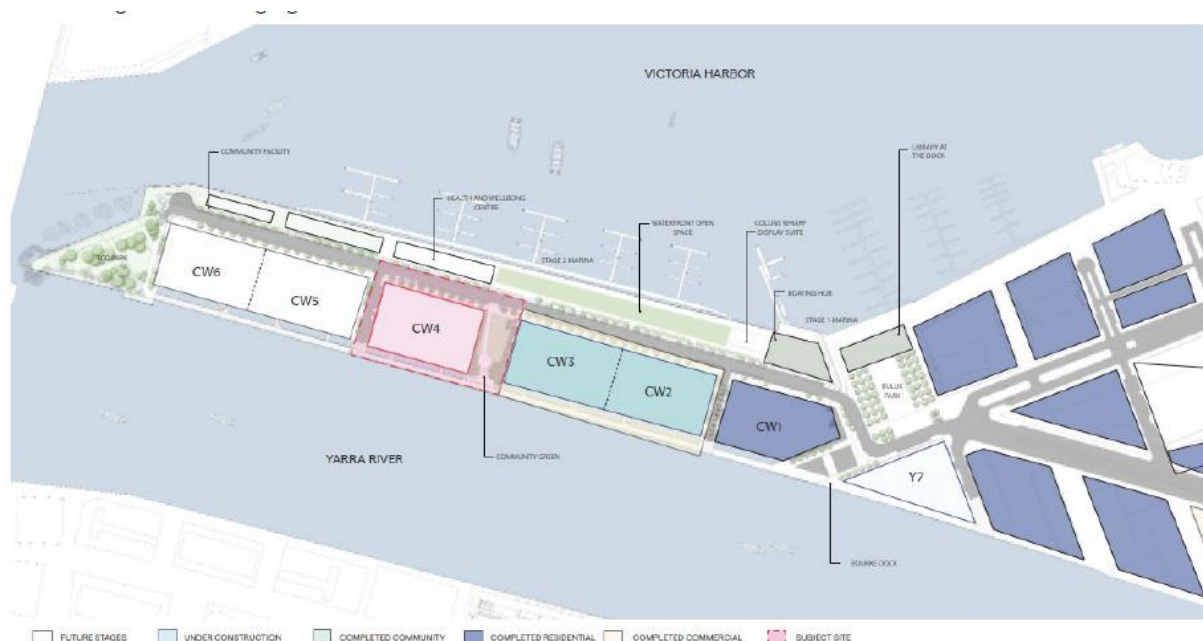 VICTORIA HARBOR
COMMUNITY FACILITY
LIBRARY AT
THE DOCK
HEALTH AND WELLBEING
CENTRE
WATERFRONT OPEN
SPACE
COLLINS WHARF
DISPLAY SUITE
ECO PARK
STAGE 2 MARINA
BOATING HUB
STAGE 1 MARINA
CW6
CW5
CW4
CW3
CW2
CW1
BULUK
PARK
Y7
YARRA RIVER
COMMUNITY GREEN
BOURKE DOCK
FUTURE STAGES
UNDER CONSTRUCTION
COMPLETED COMMUNITY
COMPLETED RESIDENTIAL
COMPLETED COMMERCIAL
SUBJECT SITE